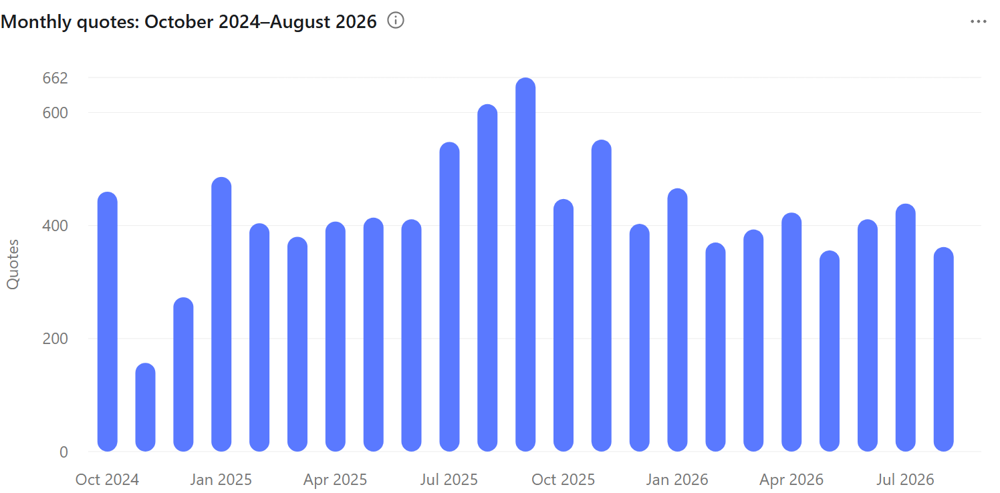 Monthly quotes: October 2024–August 2026
662
600
400
200
0
Quotes
Oct 2024 Jan 2025 Apr 2025 Jul 2025 Oct 2025 Jan 2026 Apr 2026 Jul 2026